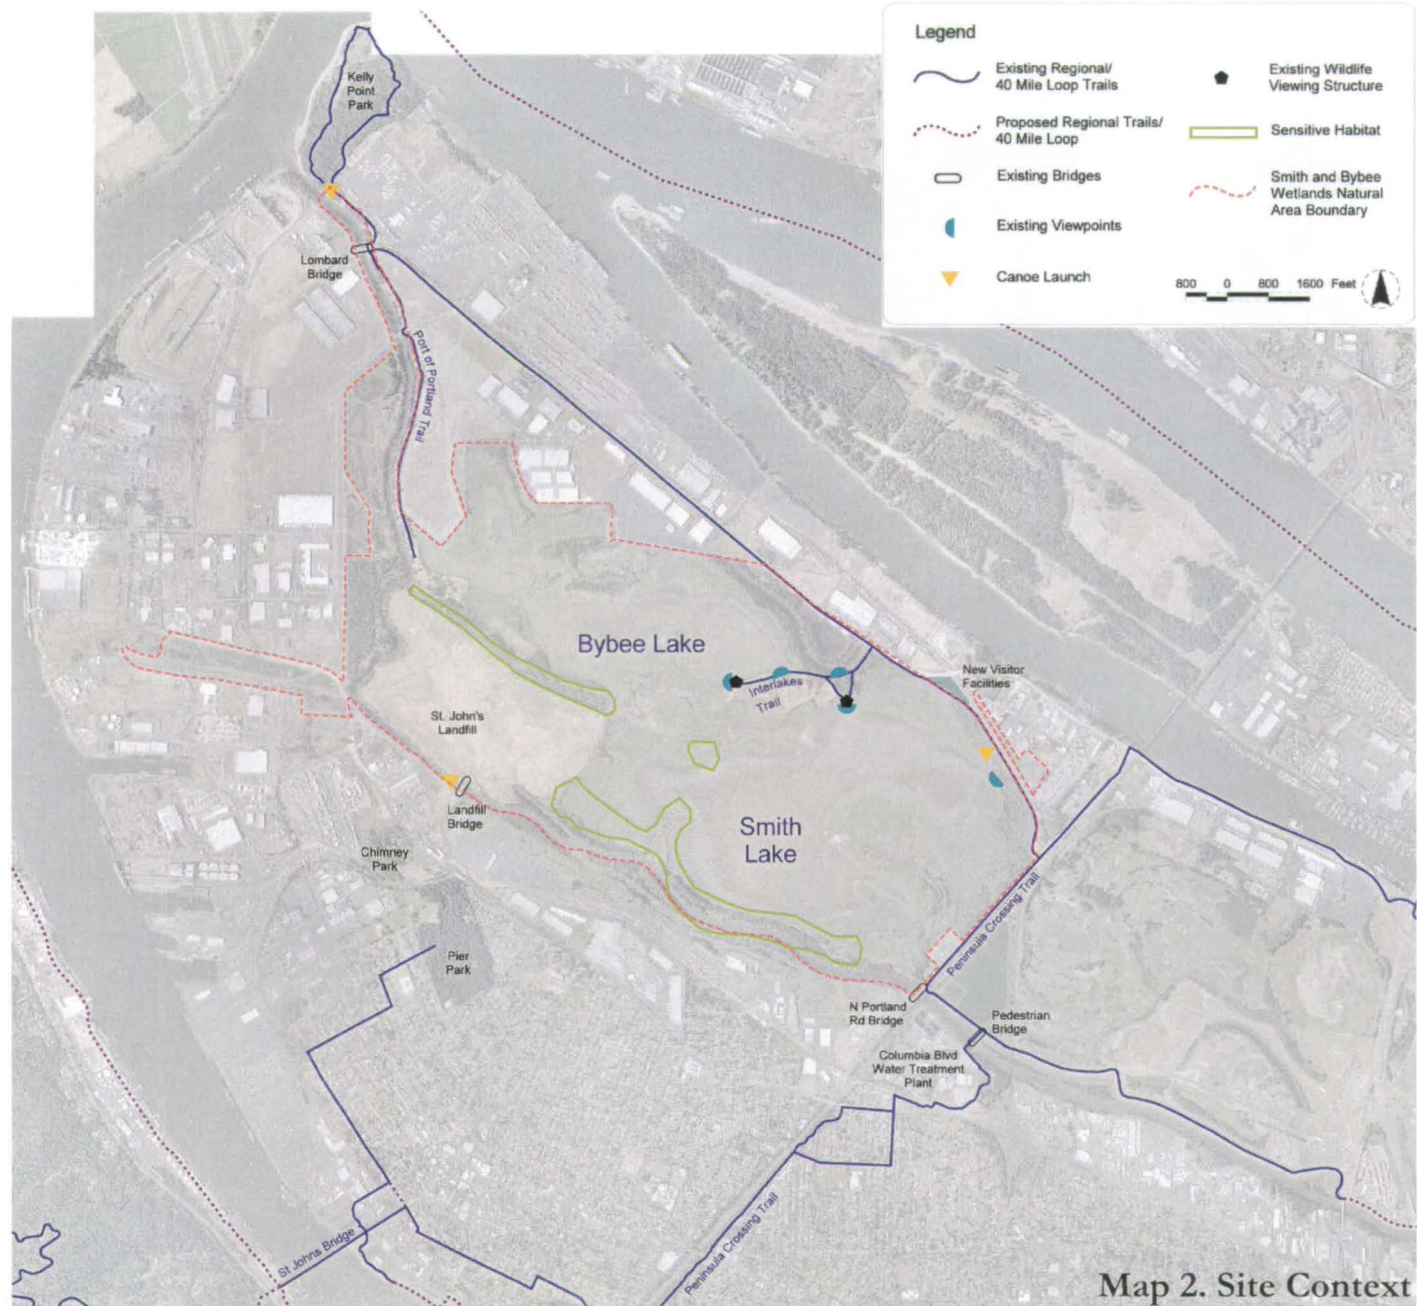 Legend
Existing Regional/
40 Mile Loop Trails
Proposed Regional Trails/
40 Mile Loop
Existing Bridges
Existing Viewpoints
Canoe Launch
Existing Wildlife
Viewing Structure
Sensitive Habitat
Smith and Bybee
Wetlands Natural
Area Boundary
800 0 800 1600 Feet
Kelly
Point
Park
Lombard
Bridge
Port of Portland Trail
Bybee Lake
Interlakes
Trail
New Visitor
Facilities
St. John's
Landfill
Landfill
Bridge
Chimney
Park
Smith
Lake
Peninsula Crossing Trail
Pier
Park
N Portland
Rd Bridge
Pedestrian
Bridge
Columbia Blvd
Water Treatment
Plant
Peninsula Crossing Trail
St Johns Bridge
Map 2. Site Context